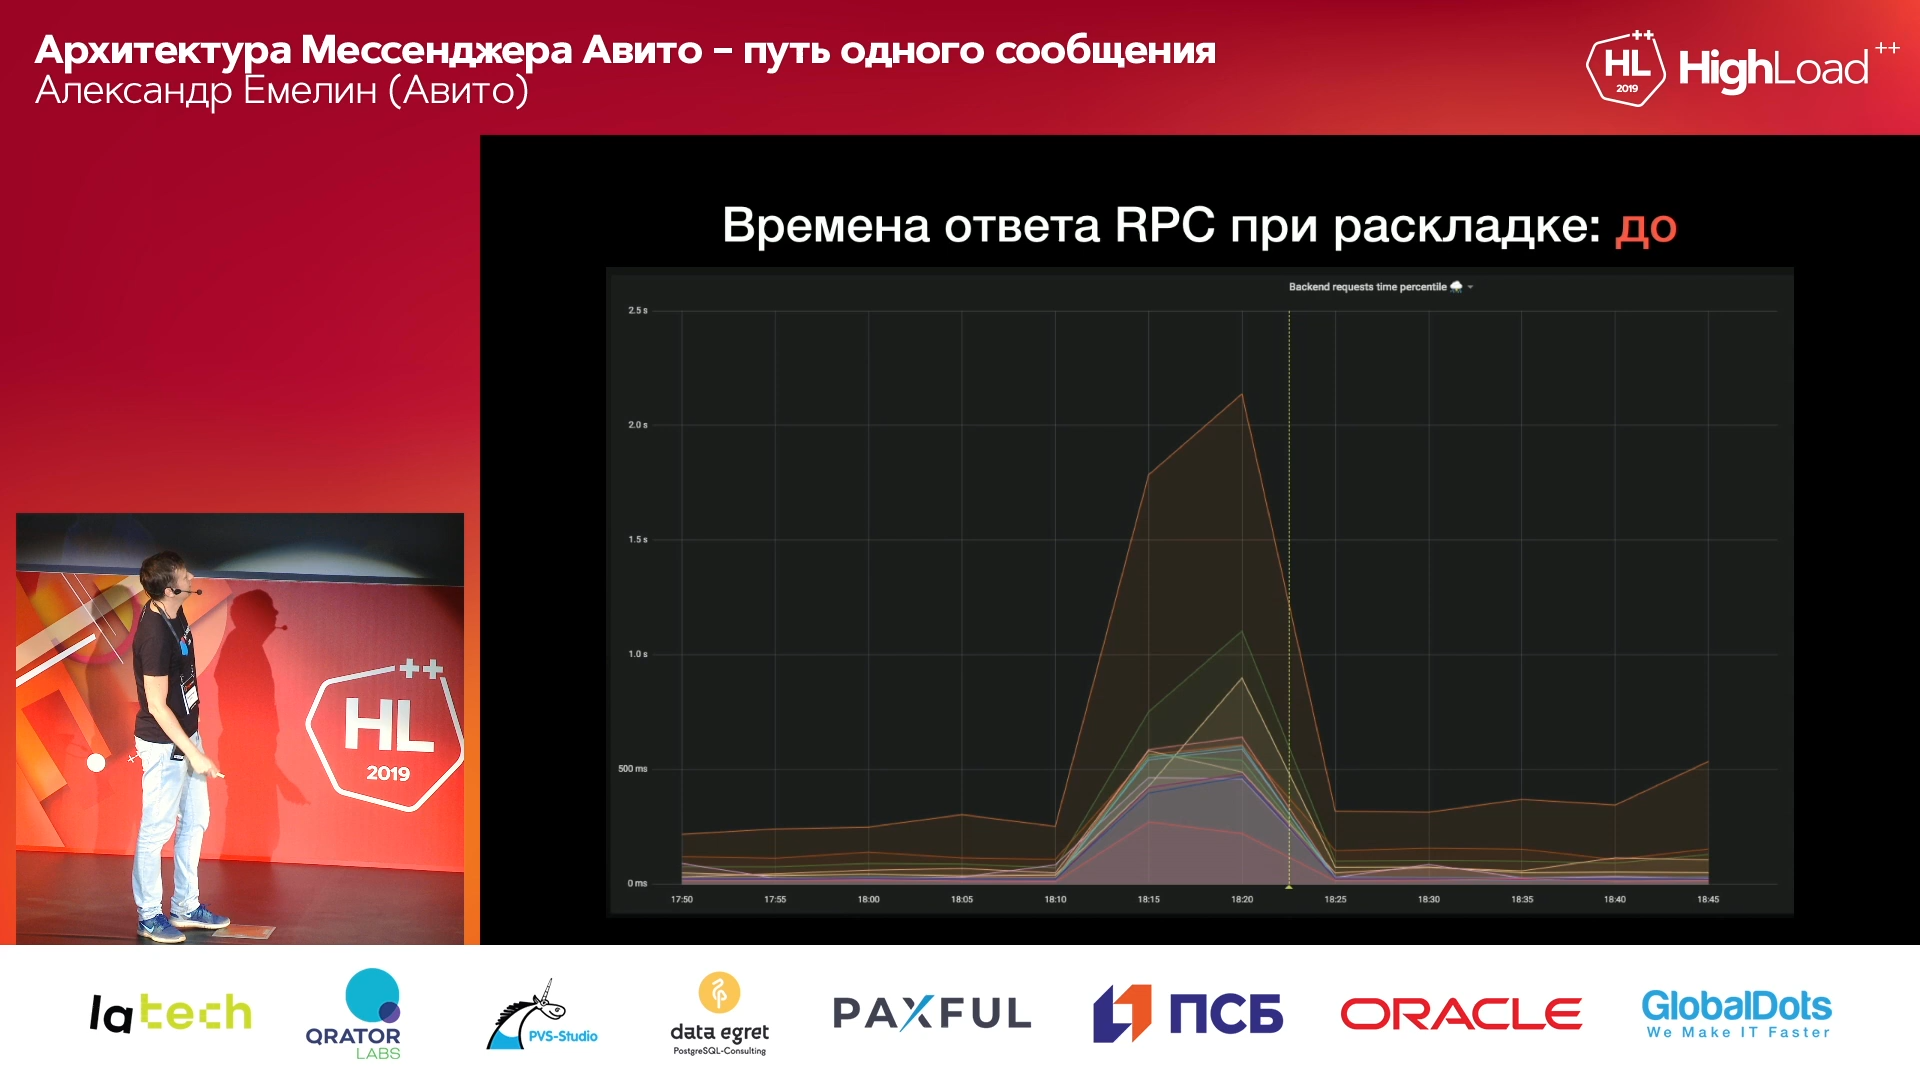 Архитектура Мессенджера Авито – путь одного сообщения
Александр Емелин (Авито)
HL
2019
HighLoad++
Времена ответа RPC при раскладке: до
Backend requests time percentile
2.5 s
2.0 s
1.5 s
1.0 s
500 ms
0 ms
17:50 17:55 18:00 18:05 18:10 18:15 18:20 18:25 18:30 18:35 18:40 18:45
++
HL
2019
latech
QRATOR
LABS
PVS-Studio
data egret
PostgreSQL-Consulting
PAXFUL
ПСБ
ORACLE
GlobalDots
We Make IT Faster